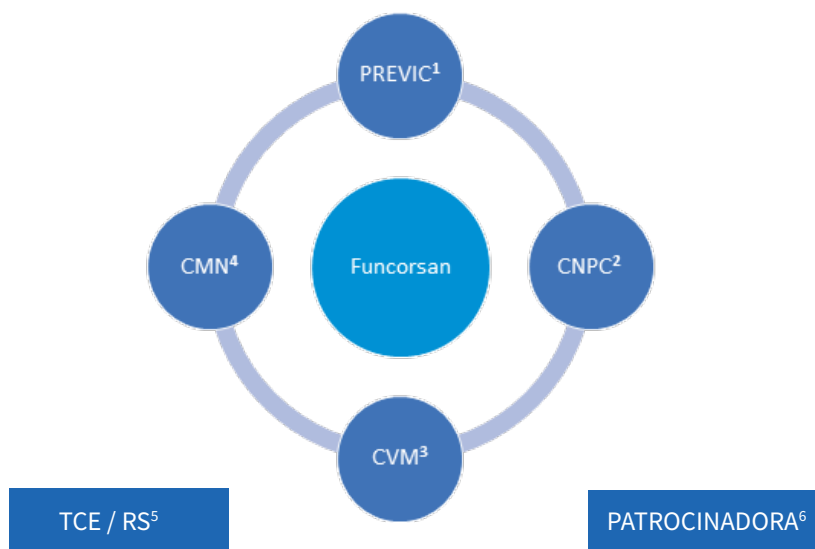 PREVIC¹
CMN⁴
Funcorsan
CNPC²
CVM³
TCE / RS⁵
PATROCINADORA⁶